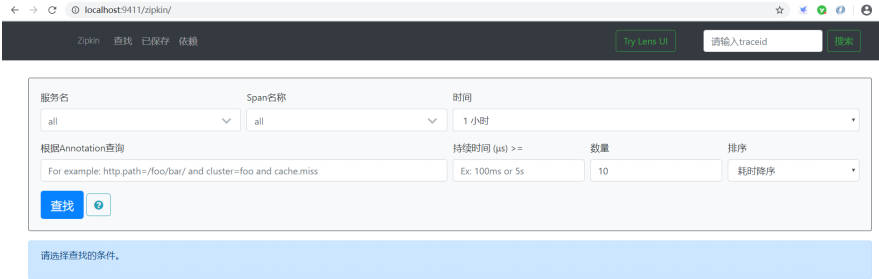 localhost:9411/zipkin/
Zipkin 查找 已保存 依赖 Try Lens UI 请输入traceid 搜索
服务名 Span名称 时间
all all 1 小时
根据Annotation查询 持续时间 (μs) >= 数量 排序
For example: http.path=/foo/bar/ and cluster=foo and cache.miss Ex: 100ms or 5s 10 耗时降序
查找 ?
请选择查找的条件。